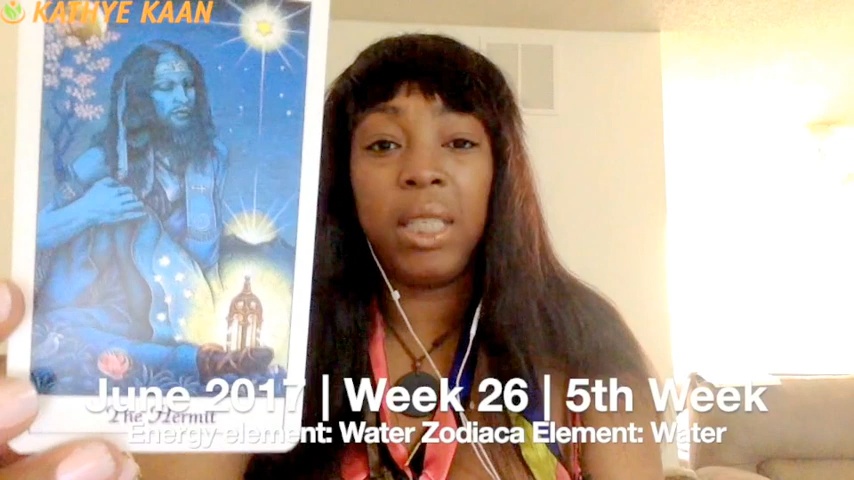 KATHYE KAAN
June 2017 | Week 26 | 5th Week
The Hermit
Energy element: Water Zodiaca Element: Water